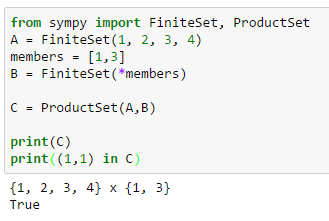 from sympy import FiniteSet, ProductSet
A = FiniteSet(1, 2, 3, 4)
members = [1,3]
B = FiniteSet(*members)
C = ProductSet(A,B)
print(C)
print((1,1) in C)
{1, 2, 3, 4} x {1, 3}
True